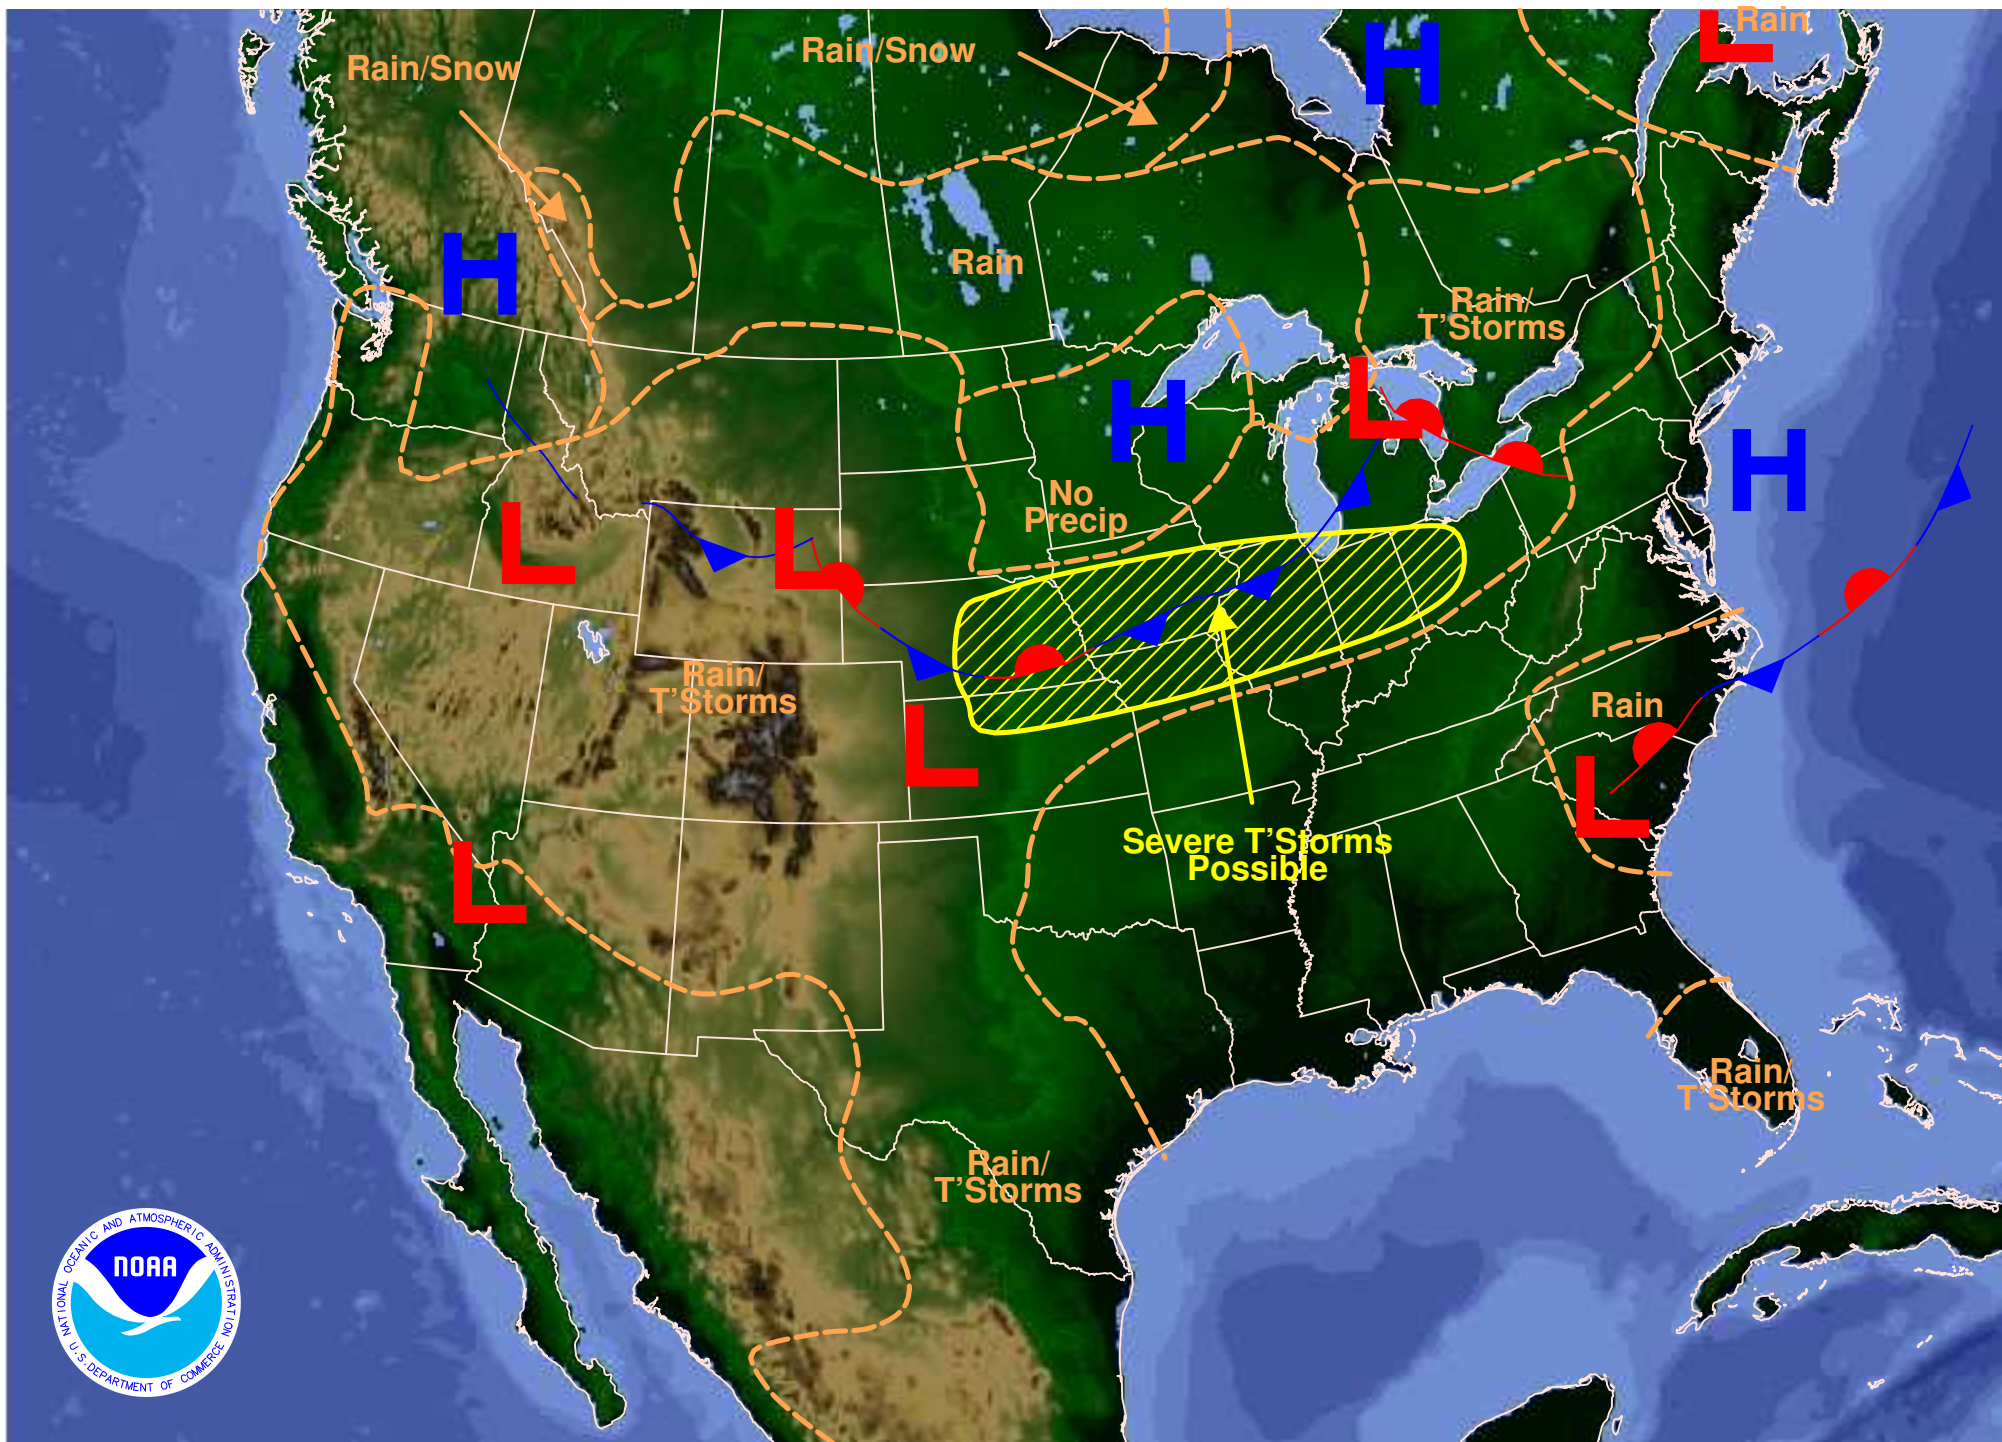 Rain
H
L
Rain/Snow
Rain/Snow
H
Rain
Rain/
T'Storms
L
H
H
No
Precip
L
L
Rain/
T'Storms
Rain
L
L
Severe T'Storms
Possible
L
Rain/
T'Storms
Rain/
T'Storms
NATIONAL OCEANIC AND ATMOSPHERIC ADMINISTRATION
NOAA
U.S. DEPARTMENT OF COMMERCE